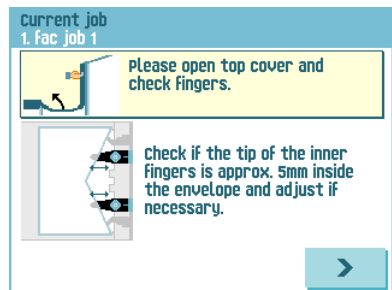 Current job
1. Fac job 1
Please open top cover and
check fingers.
Check if the tip of the inner
fingers is approx. 5mm inside
the envelope and adjust if
necessary.